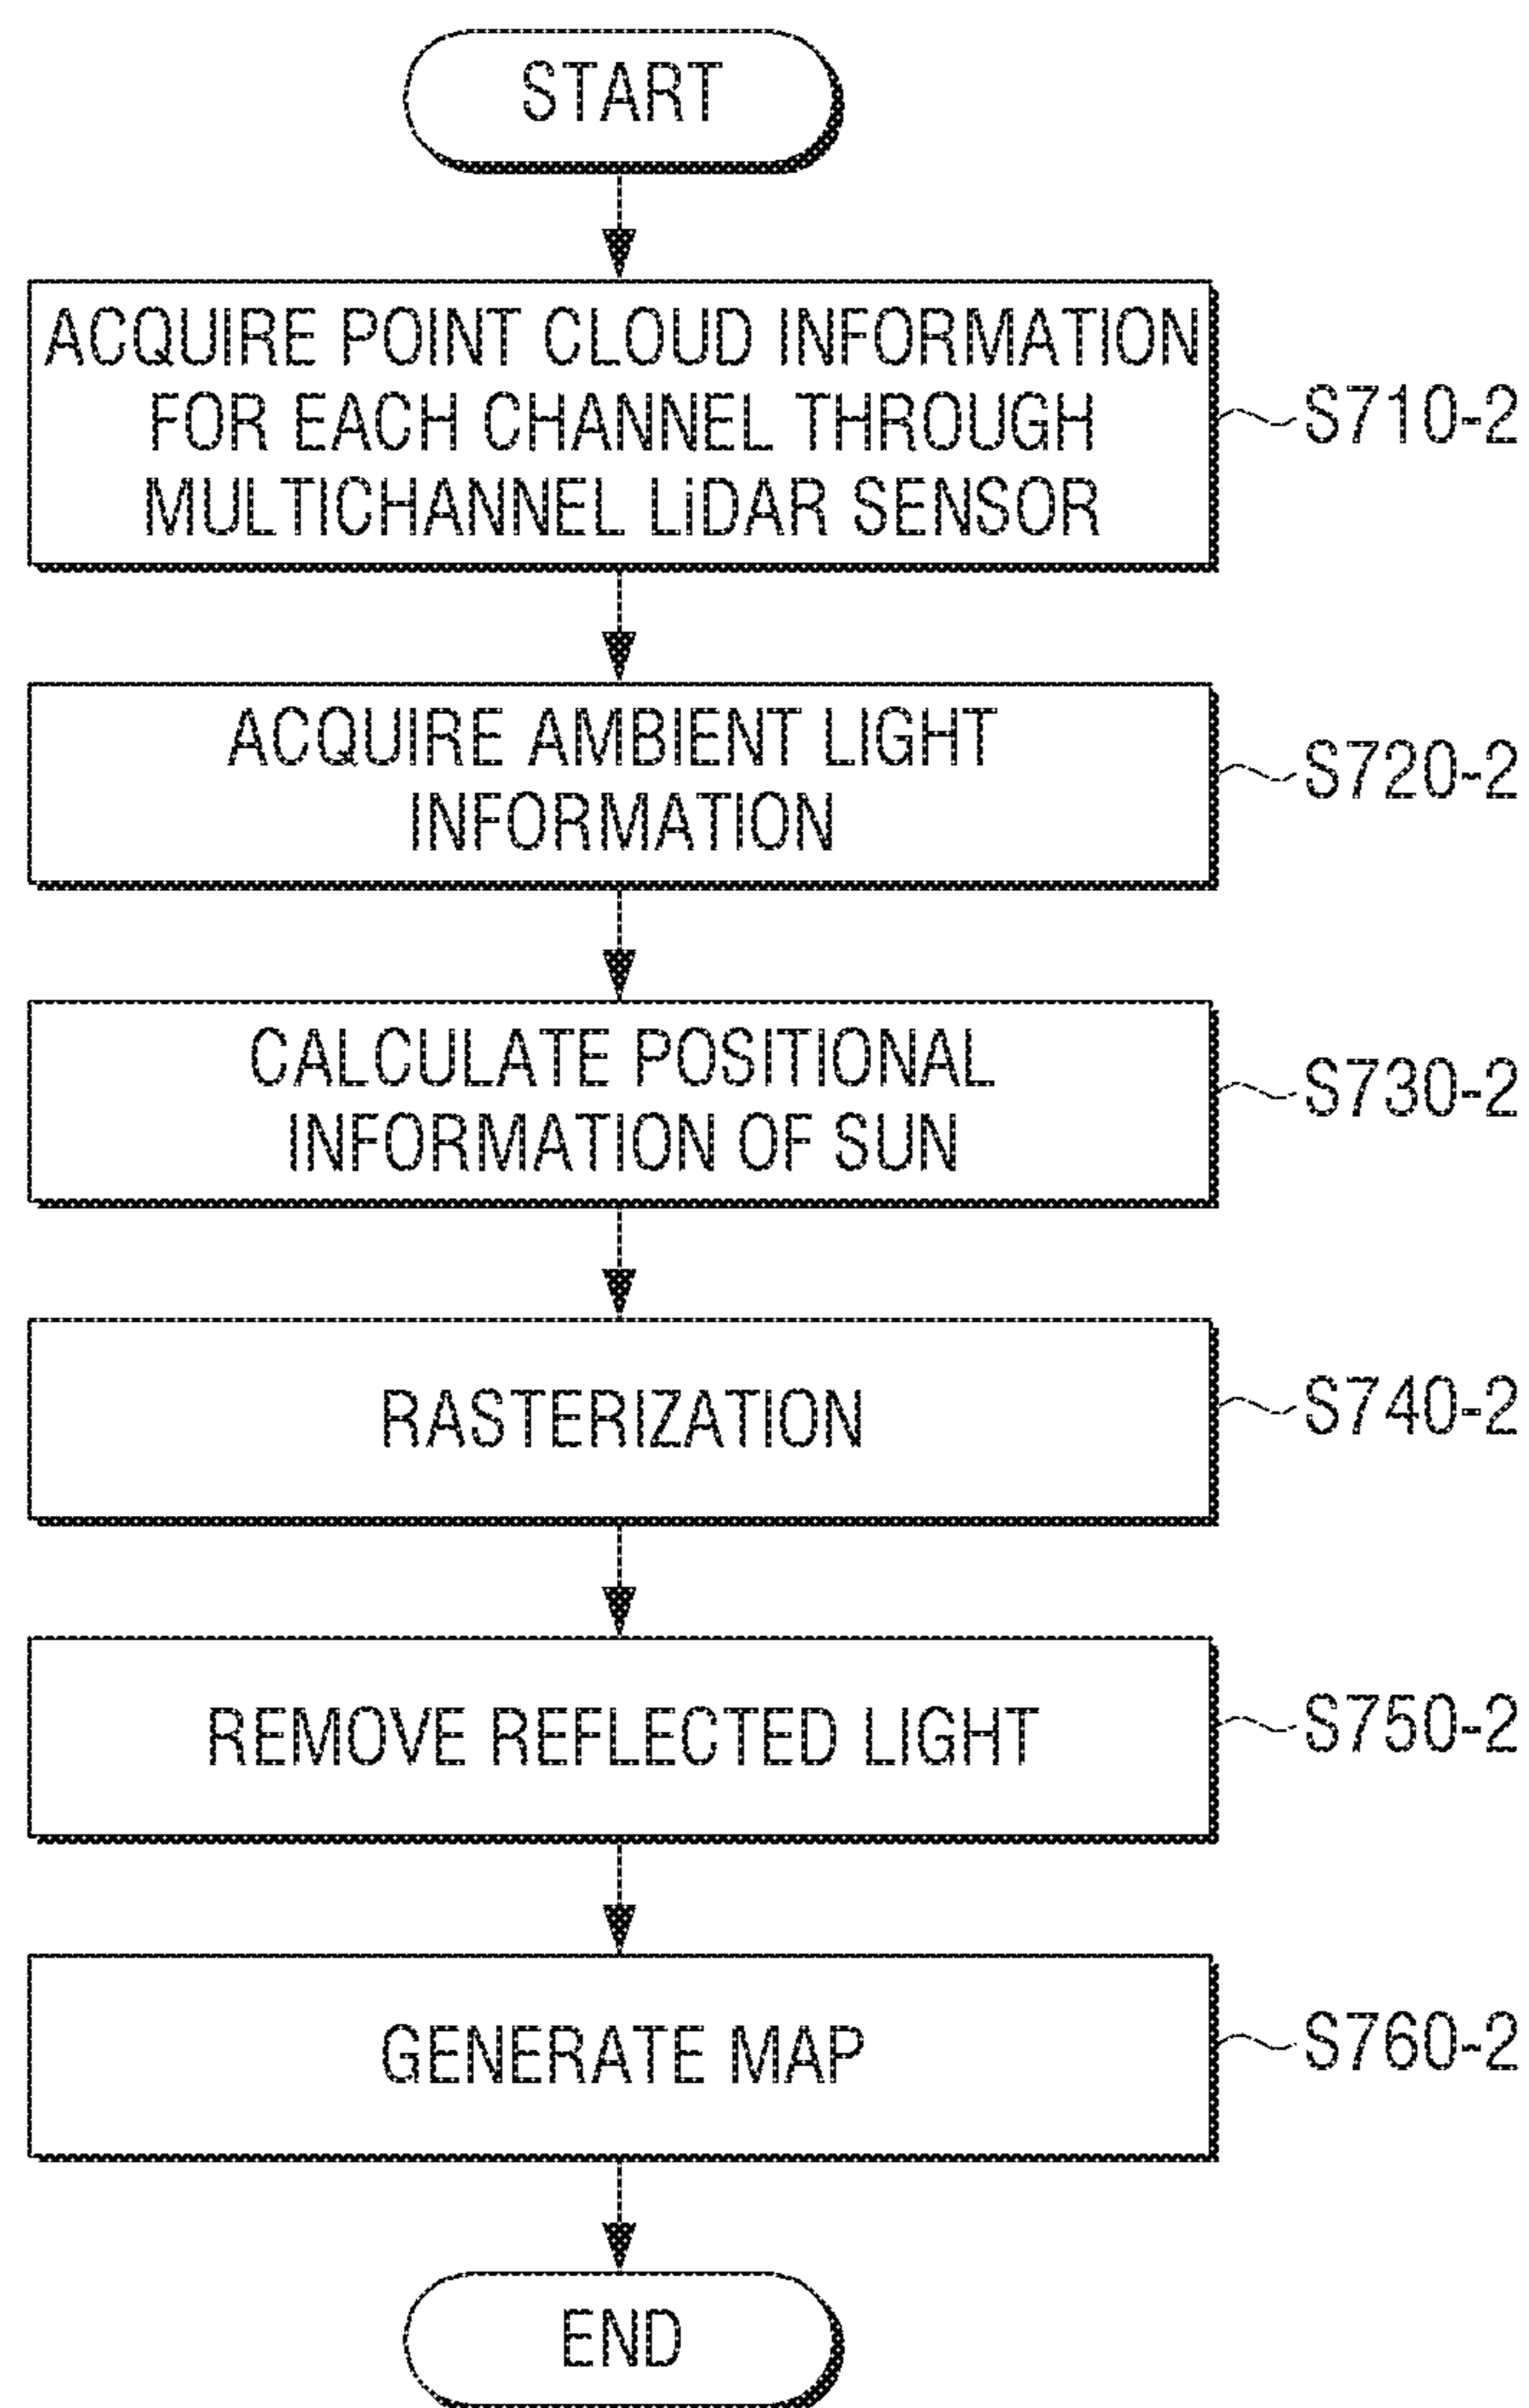 START
ACQUIRE POINT CLOUD INFORMATION
FOR EACH CHANNEL THROUGH
MULTICHANNEL LiDAR SENSOR
S710-2
ACQUIRE AMBIENT LIGHT
INFORMATION
S720-2
CALCULATE POSITIONAL
INFORMATION OF SUN
S730-2
RASTERIZATION
S740-2
REMOVE REFLECTED LIGHT
S750-2
GENERATE MAP
S760-2
END